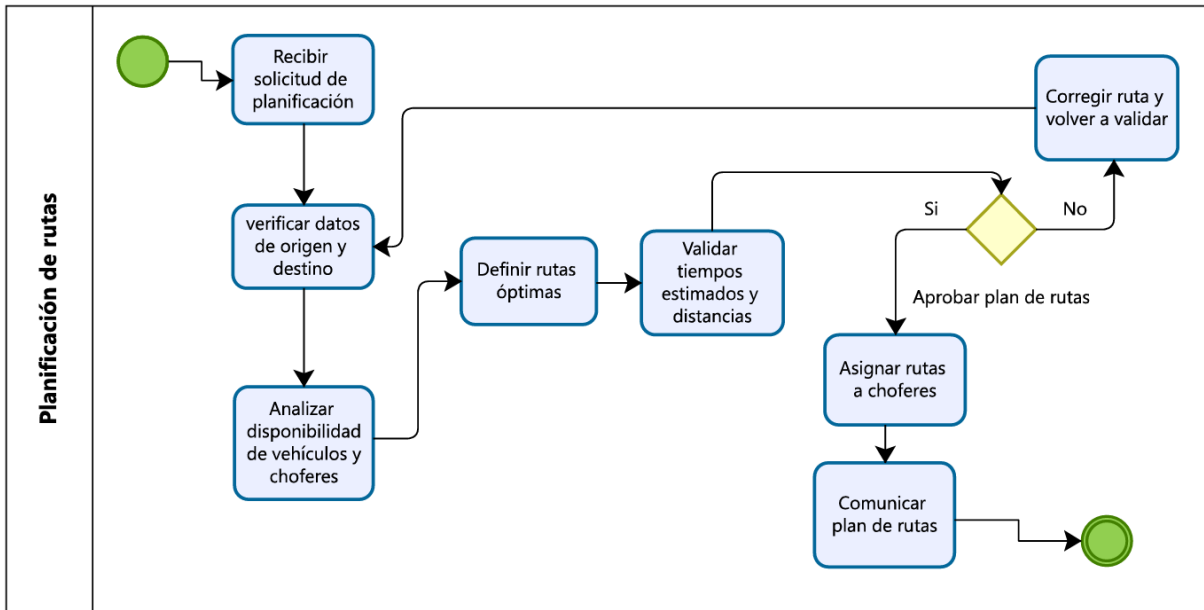 Planificación de rutas
Recibir
solicitud de
planificación
verificar datos
de origen y
destino
Analizar
disponibilidad
de vehículos y
choferes
Definir rutas
óptimas
Validar
tiempos
estimados y
distancias
Si
No
Corregir ruta y
volver a validar
Aprobar plan de rutas
Asignar rutas
a choferes
Comunicar
plan de rutas